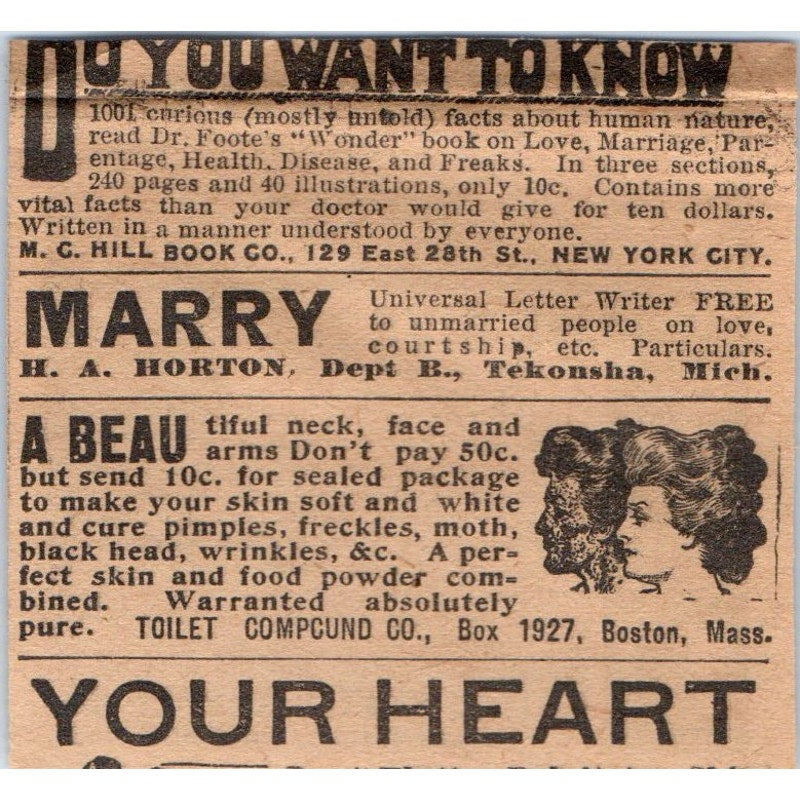 DO YOU WANT TO KNOW
1001 curious (mostly untold) facts about human nature,
read Dr. Foote's "Wonder" book on Love, Marriage, Par-
entage, Health, Disease, and Freaks. In three sections,
240 pages and 40 illustrations, only 10c. Contains more
vital facts than your doctor would give for ten dollars.
Written in a manner understood by everyone.
M. C. HILL BOOK CO., 129 East 28th St., NEW YORK CITY.
MARRY Universal Letter Writer FREE
to unmarried people on love,
courtship, etc. Particulars.
H. A. HORTON, Dept B., Tekonsha, Mich.
A BEAU tiful neck, face and
arms Don't pay 50c.
but send 10c. for sealed package
to make your skin soft and white
and cure pimples, freckles, moth,
black head, wrinkles, &c. A per=
fect skin and food powder com=
bined. Warranted absolutely
pure. TOILET COMPCUND CO., Box 1927, Boston, Mass.
YOUR HEART